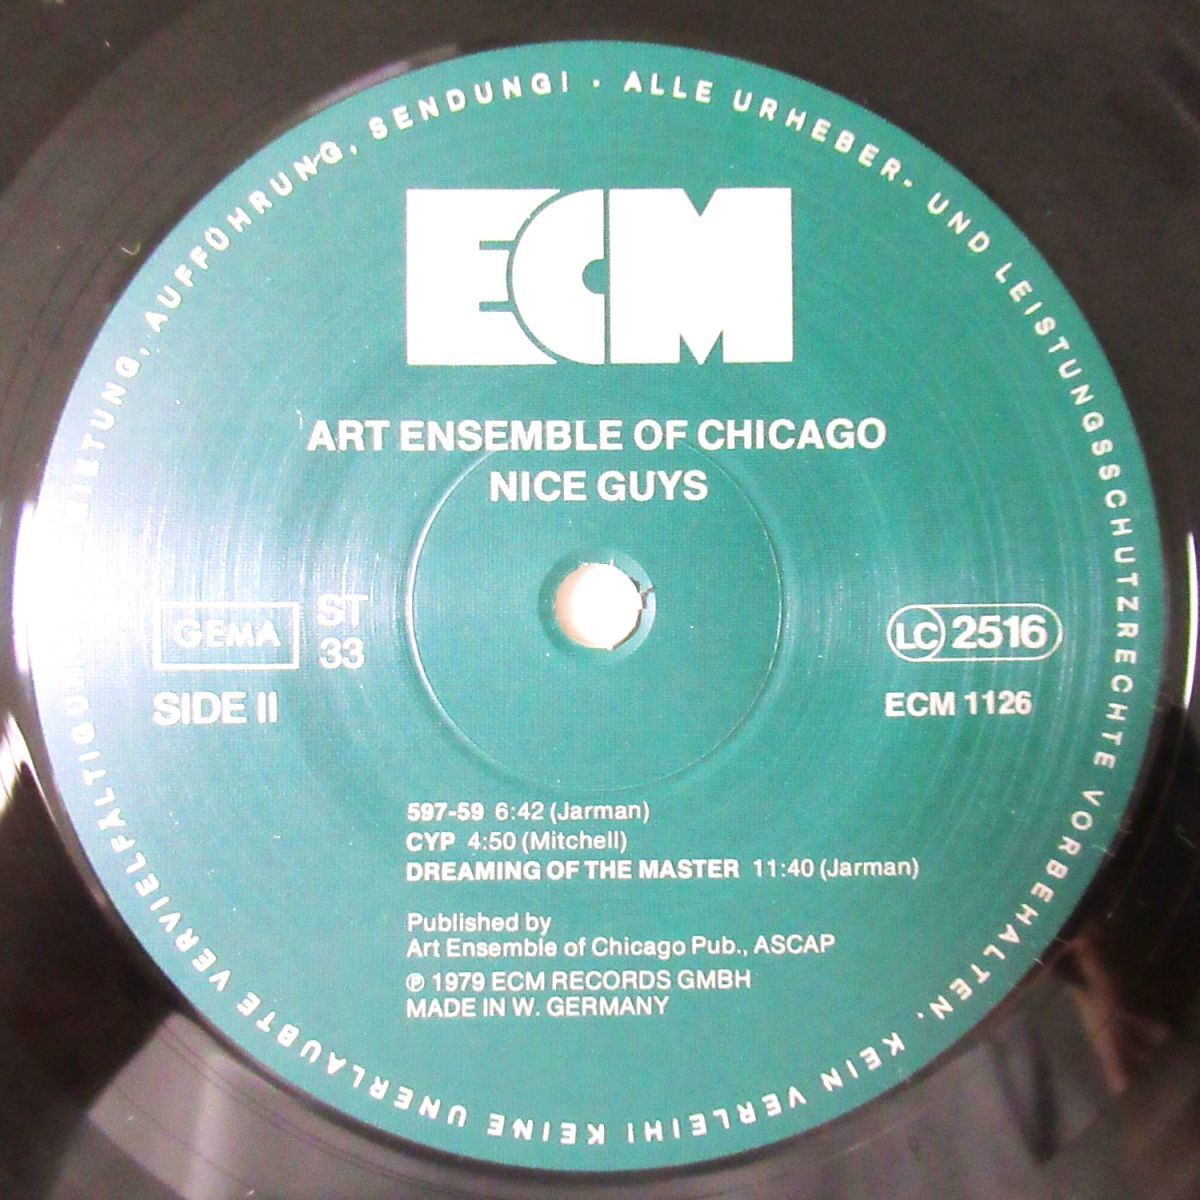 ALLE URHEBER- UND LEISTUNGSSCHUTZRECHTE VORBEHALTEN. KEIN VERLEIH! KEINE UNERLAUBTE VERVIELFÄLTIGUNG, MIETUNG, AUFFÜHRUNG, SENDUNG! ·
ECM
ART ENSEMBLE OF CHICAGO
NICE GUYS
GEMA
ST
33
SIDE II
LC 2516
ECM 1126
597-59 6:42 (Jarman)
CYP 4:50 (Mitchell)
DREAMING OF THE MASTER 11:40 (Jarman)
Published by
Art Ensemble of Chicago Pub., ASCAP
℗ 1979 ECM RECORDS GMBH
MADE IN W. GERMANY